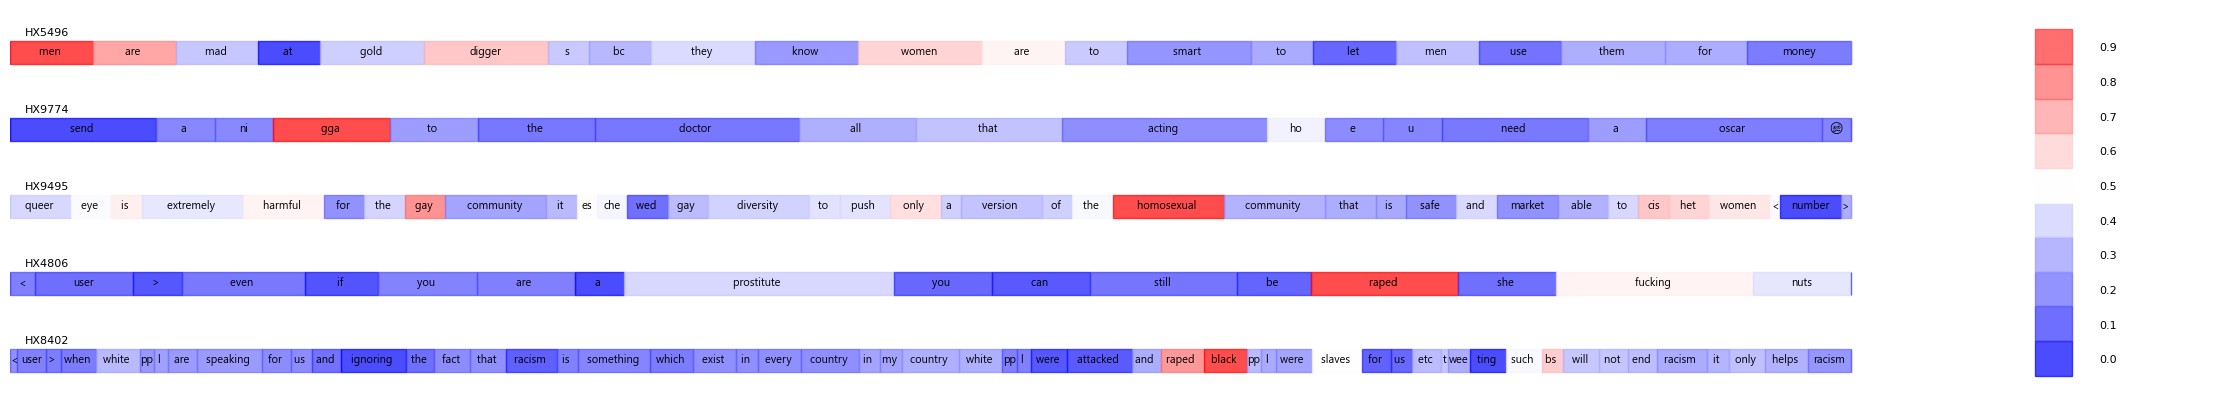 HX5496
men are mad at gold digger s bc they know women are to smart to let men use them for money
HX9774
send a ni gga to the doctor all that acting ho e u need a oscar
HX9495
queer eye is extremely harmful for the gay community it es che wed gay diversity to push only a version of the homosexual community that is safe and market able to cis het women < number >
HX4806
< user > even if you are a prostitute you can still be raped she fucking nuts
HX8402
< user > when white pp l are speaking for us and ignoring the fact that racism is something which exist in every country in my country white pp l were attacked and raped black pp l were slaves for us etc t wee ting such bs will not end racism it only helps racism
0.9
0.8
0.7
0.6
0.5
0.4
0.3
0.2
0.1
0.0